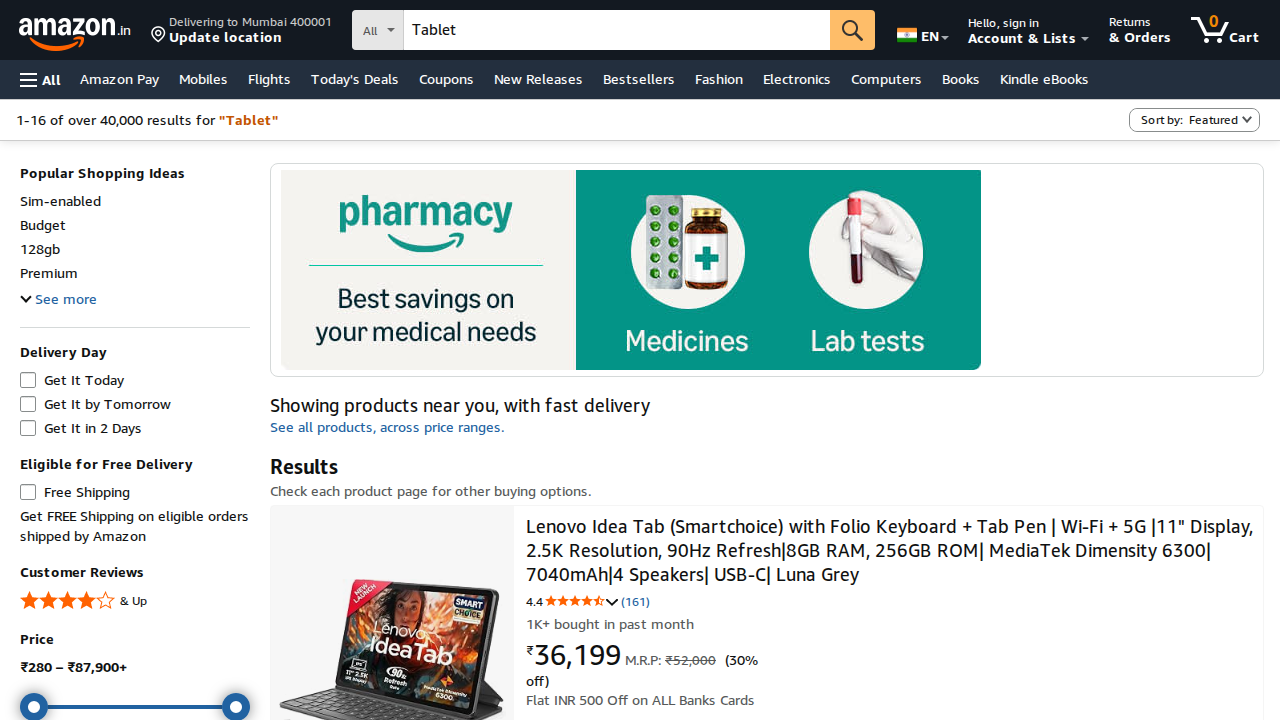 amazon.in
Delivering to Mumbai 400001
Update location
All
Tablet
EN
Hello, sign in
Account & Lists
Returns
& Orders
0
Cart
All
Amazon Pay
Mobiles
Flights
Today's Deals
Coupons
New Releases
Bestsellers
Fashion
Electronics
Computers
Books
Kindle eBooks
1-16 of over 40,000 results for "Tablet"
Sort by: Featured
Popular Shopping Ideas
Sim-enabled
Budget
128gb
Premium
See more
Delivery Day
Get It Today
Get It by Tomorrow
Get It in 2 Days
Eligible for Free Delivery
Free Shipping
Get FREE Shipping on eligible orders
shipped by Amazon
Customer Reviews
& Up
Price
₹280 – ₹87,900+
pharmacy
Best savings on
your medical needs
Medicines
Lab tests
Showing products near you, with fast delivery
See all products, across price ranges.
Results
Check each product page for other buying options.
NEW
LAUNCH
SMART
CHOICE
Lenovo
IdeaTab
11" 2.5K
90Hz
Refresh
Rate
MediaTek Dimensity
6300
Lenovo Idea Tab (Smartchoice) with Folio Keyboard + Tab Pen | Wi-Fi + 5G |11" Display,
2.5K Resolution, 90Hz Refresh|8GB RAM, 256GB ROM| MediaTek Dimensity 6300|
7040mAh|4 Speakers| USB-C| Luna Grey
4.4 (161)
1K+ bought in past month
₹36,199 M.R.P: ₹52,000 (30%
off)
Flat INR 500 Off on ALL Banks Cards